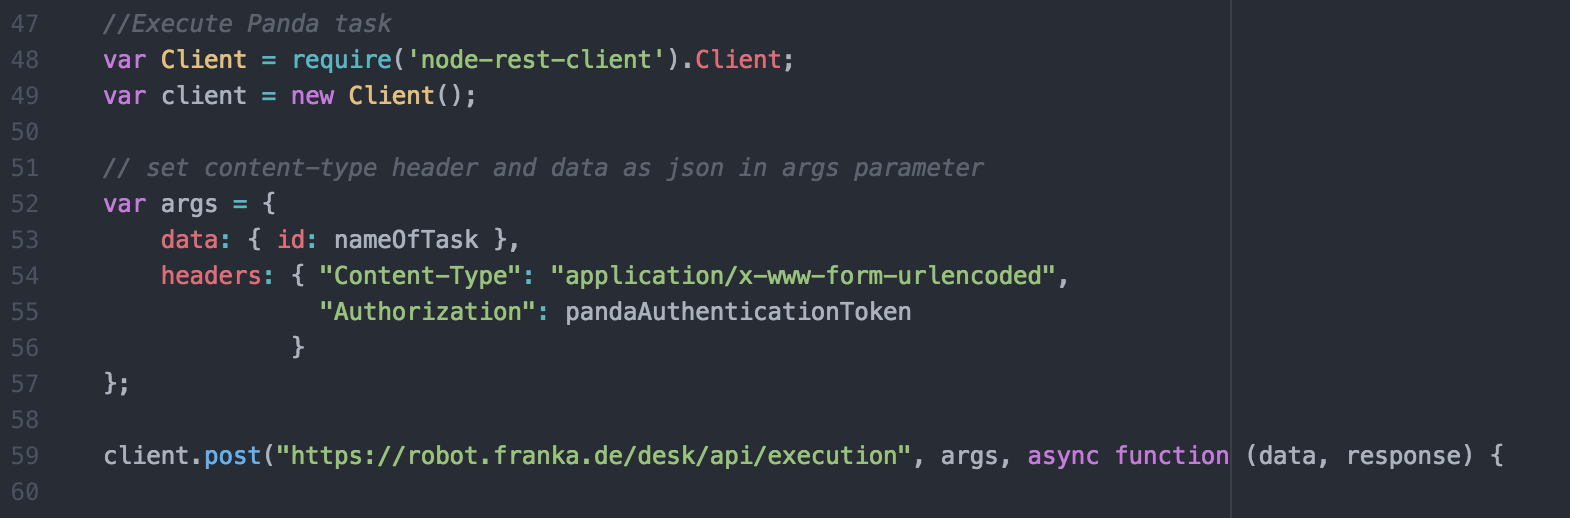 47 //Execute Panda task
48 var Client = require('node-rest-client').Client;
49 var client = new Client();
50
51 // set content-type header and data as json in args parameter
52 var args = {
53 data: { id: nameOfTask },
54 headers: { "Content-Type": "application/x-www-form-urlencoded",
55 "Authorization": pandaAuthenticationToken
56 }
57 };
58
59 client.post("https://robot.franka.de/desk/api/execution", args, async function (data, response) {
60